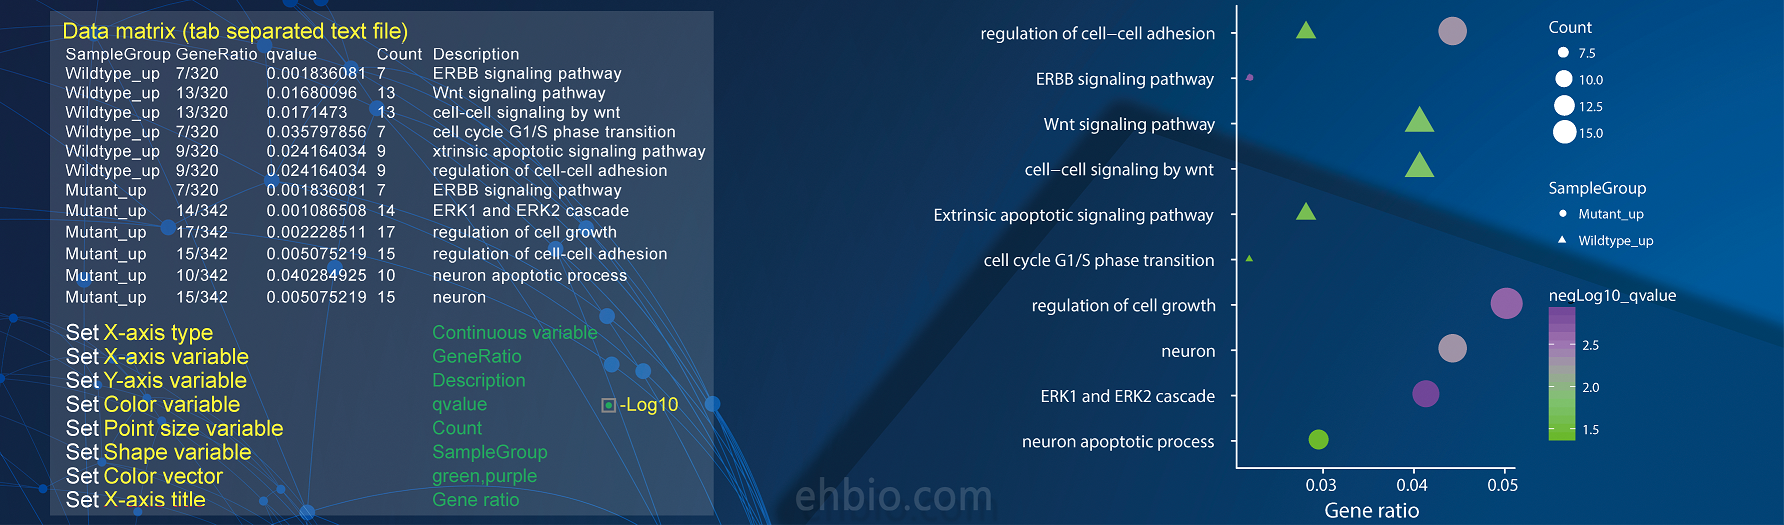 Data matrix (tab separated text file)
SampleGroup GeneRatio qvalue Count Description
Wildtype_up 7/320 0.001836081 7 ERBB signaling pathway
Wildtype_up 13/320 0.01680096 13 Wnt signaling pathway
Wildtype_up 13/320 0.0171473 13 cell-cell signaling by wnt
Wildtype_up 7/320 0.035797856 7 cell cycle G1/S phase transition
Wildtype_up 9/320 0.024164034 9 xtrinsic apoptotic signaling pathway
Wildtype_up 9/320 0.024164034 9 regulation of cell-cell adhesion
Mutant_up 7/320 0.001836081 7 ERBB signaling pathway
Mutant_up 14/342 0.001086508 14 ERK1 and ERK2 cascade
Mutant_up 17/342 0.002228511 17 regulation of cell growth
Mutant_up 15/342 0.005075219 15 regulation of cell-cell adhesion
Mutant_up 10/342 0.040284925 10 neuron apoptotic process
Mutant_up 15/342 0.005075219 15 neuron
Set X-axis type Continuous variable
Set X-axis variable GeneRatio
Set Y-axis variable Description
Set Color variable qvalue -Log10
Set Point size variable Count
Set Shape variable SampleGroup
Set Color vector green,purple
Set X-axis title Gene ratio
regulation of cell−cell adhesion
ERBB signaling pathway
Wnt signaling pathway
cell−cell signaling by wnt
Extrinsic apoptotic signaling pathway
cell cycle G1/S phase transition
regulation of cell growth
neuron
ERK1 and ERK2 cascade
neuron apoptotic process
0.03 0.04 0.05
Gene ratio
Count
7.5
10.0
12.5
15.0
SampleGroup
Mutant_up
Wildtype_up
negLog10_qvalue
2.5
2.0
1.5
ehbio.com